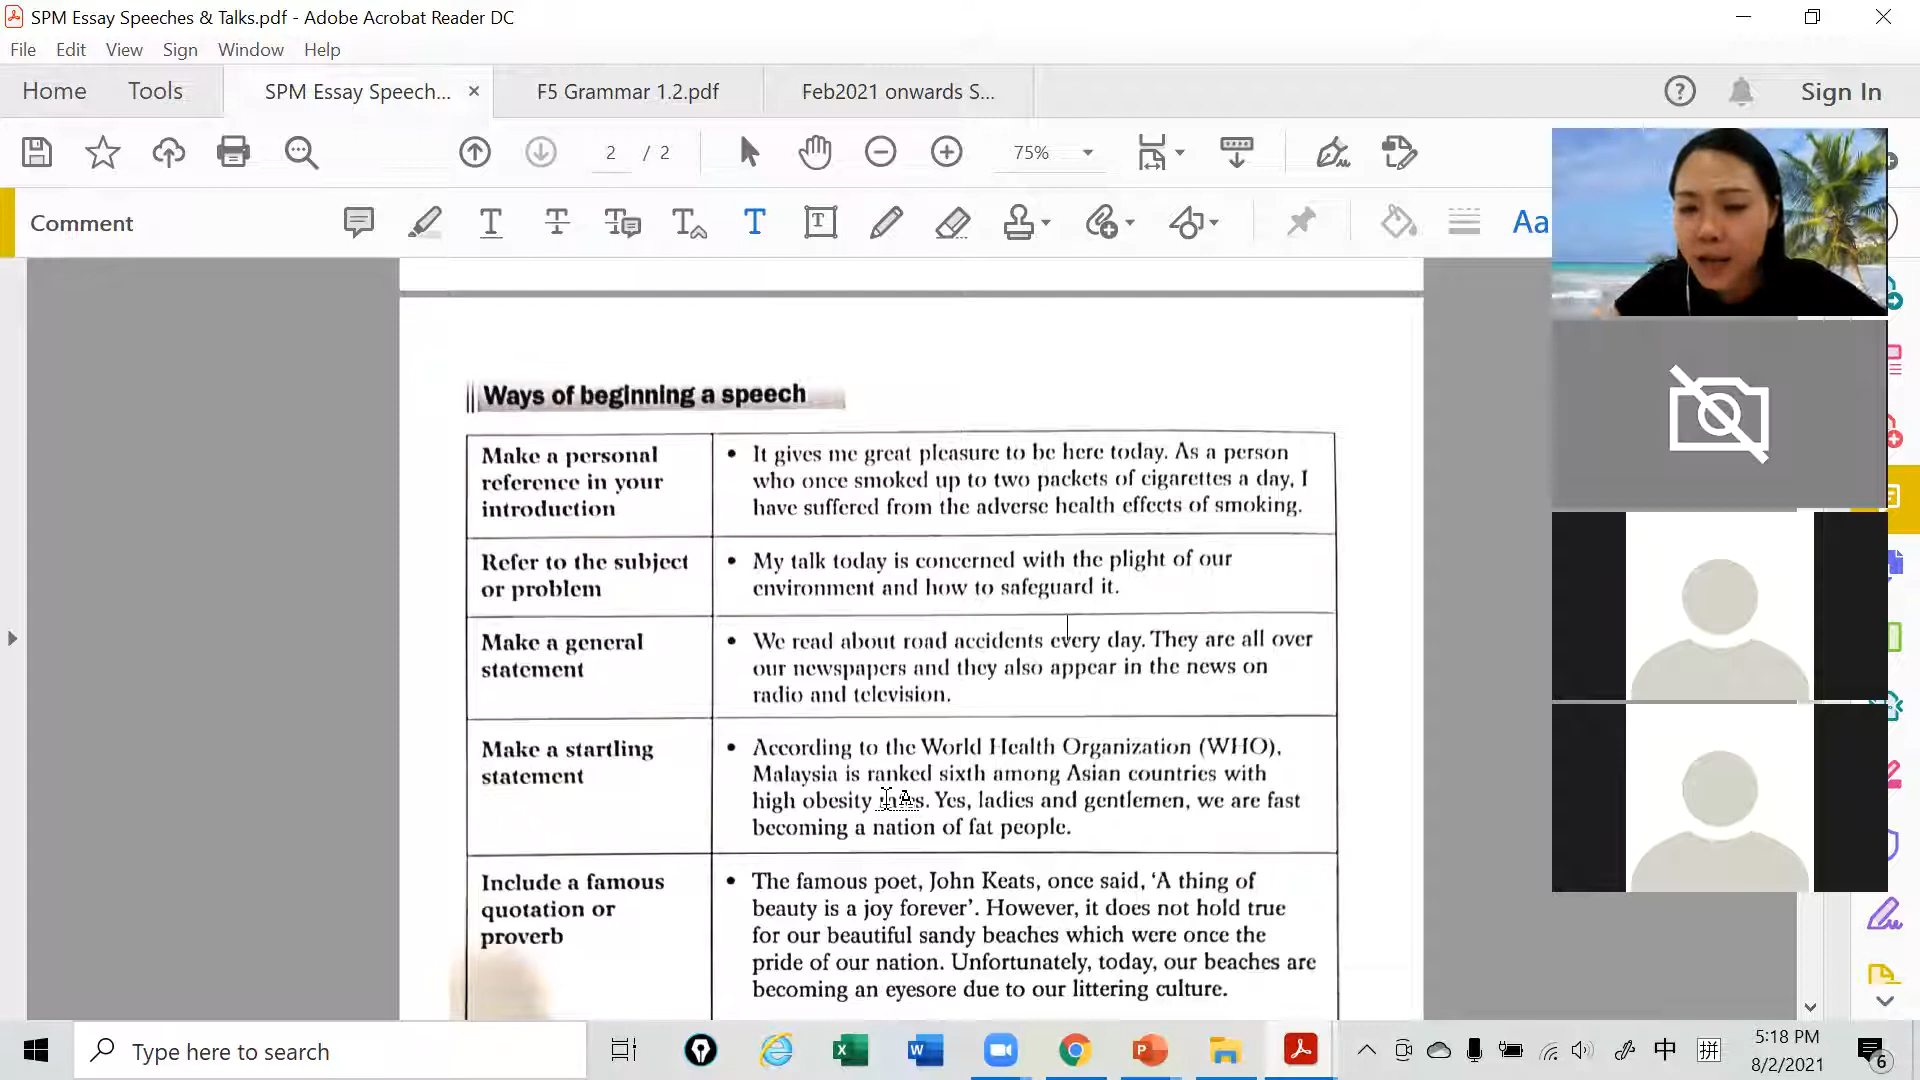 SPM Essay Speeches & Talks.pdf - Adobe Acrobat Reader DC
File Edit View Sign Window Help
Home Tools SPM Essay Speech... × F5 Grammar 1.2.pdf Feb2021 onwards S... Sign In
2 / 2 75%
Comment Aa
Ways of beginning a speech
Make a personal
reference in your
introduction
• It gives me great pleasure to be here today. As a person
who once smoked up to two packets of cigarettes a day, I
have suffered from the adverse health effects of smoking.
Refer to the subject
or problem
• My talk today is concerned with the plight of our
environment and how to safeguard it.
Make a general
statement
• We read about road accidents every day. They are all over
our newspapers and they also appear in the news on
radio and television.
Make a startling
statement
• According to the World Health Organization (WHO),
Malaysia is ranked sixth among Asian countries with
high obesity Yes, ladies and gentlemen, we are fast
becoming a nation of fat people.
Include a famous
quotation or
proverb
• The famous poet, John Keats, once said, ‘A thing of
beauty is a joy forever’. However, it does not hold true
for our beautiful sandy beaches which were once the
pride of our nation. Unfortunately, today, our beaches are
becoming an eyesore due to our littering culture.
Type here to search
中 拼
5:18 PM
8/2/2021
6